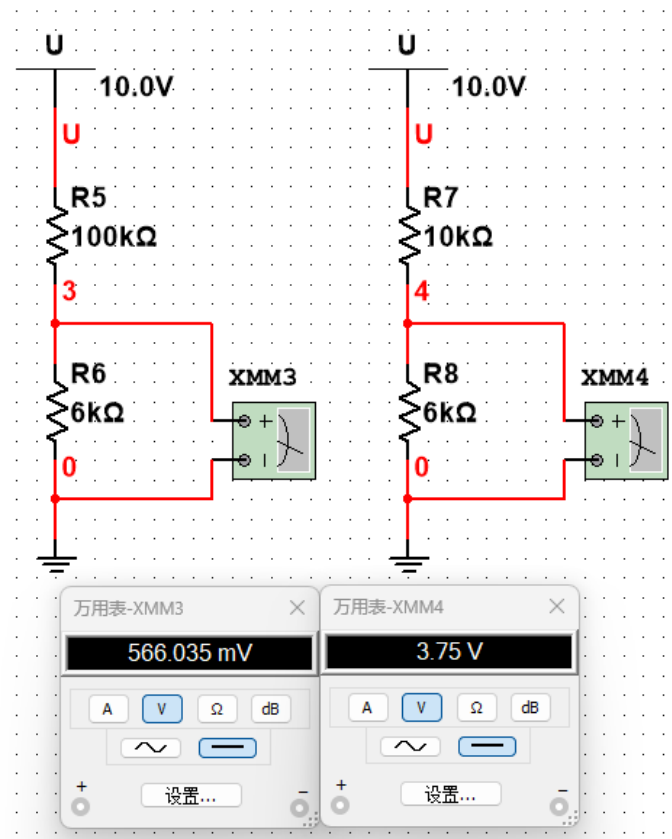 U U
10.0V 10.0V
U U
R5 R7
100kΩ 10kΩ
3 4
R6 XMM3 R8 XMM4
6kΩ 6kΩ
+ +
0 0
万用表-XMM3 × 万用表-XMM4 ×
566.035 mV 3.75 V
A V Ω dB A V Ω dB
+ 设置... − + 设置... −